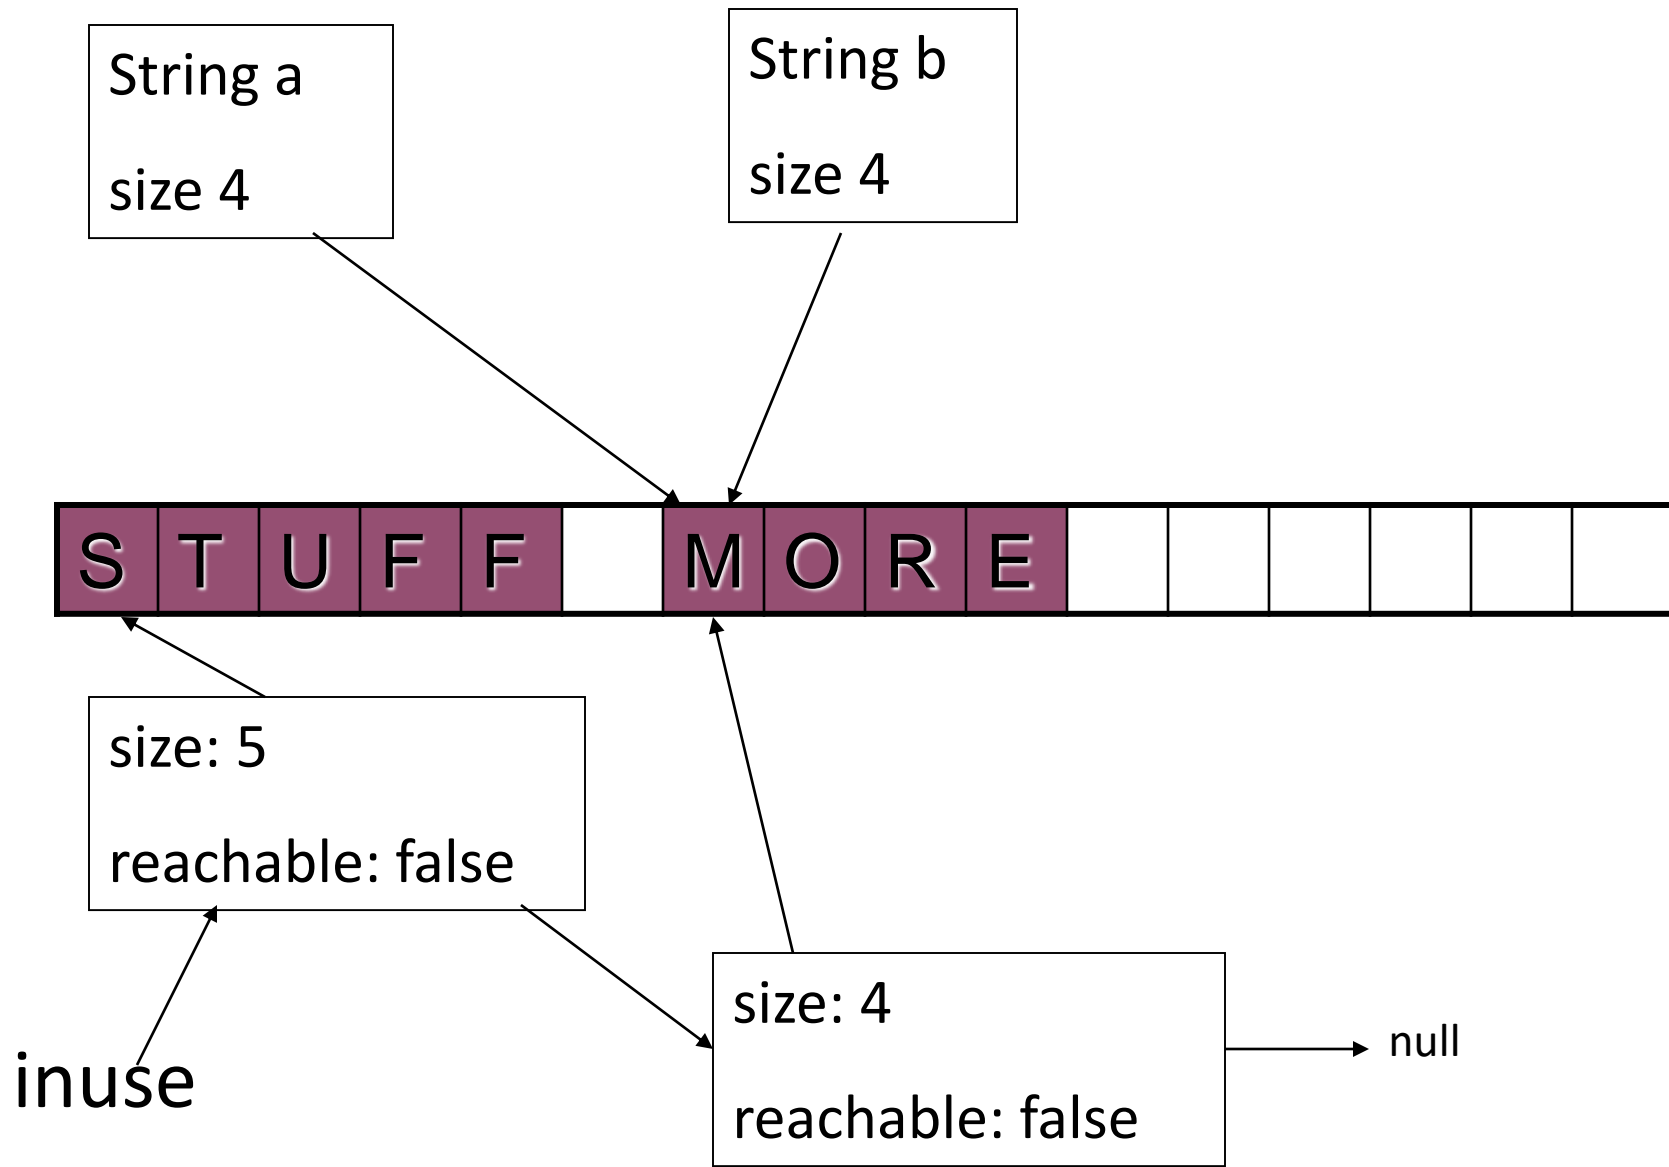 String a
size 4
String b
size 4
S T U F F M O R E
size: 5
reachable: false
inuse
size: 4
reachable: false
null